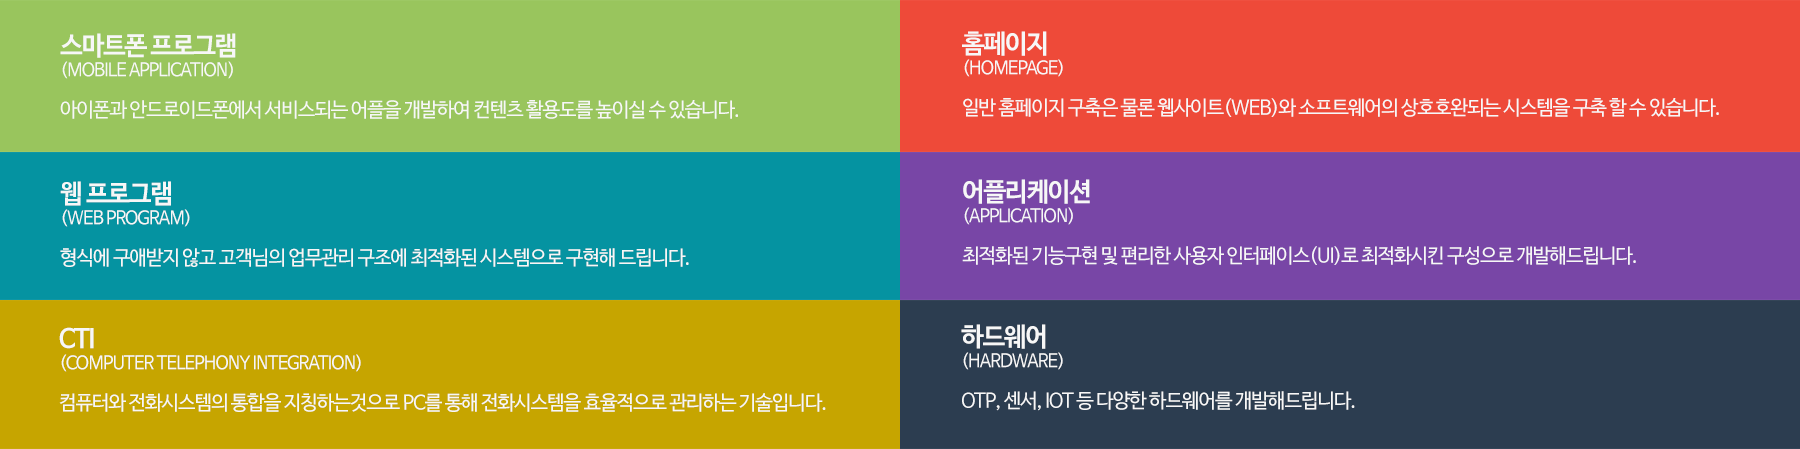 스마트폰 프로그램
(MOBILE APPLICATION)
아이폰과 안드로이드폰에서 서비스되는 어플을 개발하여 컨텐츠 활용도를 높이실 수 있습니다.
홈페이지
(HOMEPAGE)
일반 홈페이지 구축은 물론 웹사이트(WEB)와 소프트웨어의 상호호완되는 시스템을 구축 할 수 있습니다.
웹 프로그램
(WEB PROGRAM)
형식에 구애받지 않고 고객님의 업무관리 구조에 최적화된 시스템으로 구현해 드립니다.
어플리케이션
(APPLICATION)
최적화된 기능구현 및 편리한 사용자 인터페이스(UI)로 최적화시킨 구성으로 개발해드립니다.
CTI
(COMPUTER TELEPHONY INTEGRATION)
컴퓨터와 전화시스템의 통합을 지칭하는것으로 PC를 통해 전화시스템을 효율적으로 관리하는 기술입니다.
하드웨어
(HARDWARE)
OTP, 센서, IOT 등 다양한 하드웨어를 개발해드립니다.